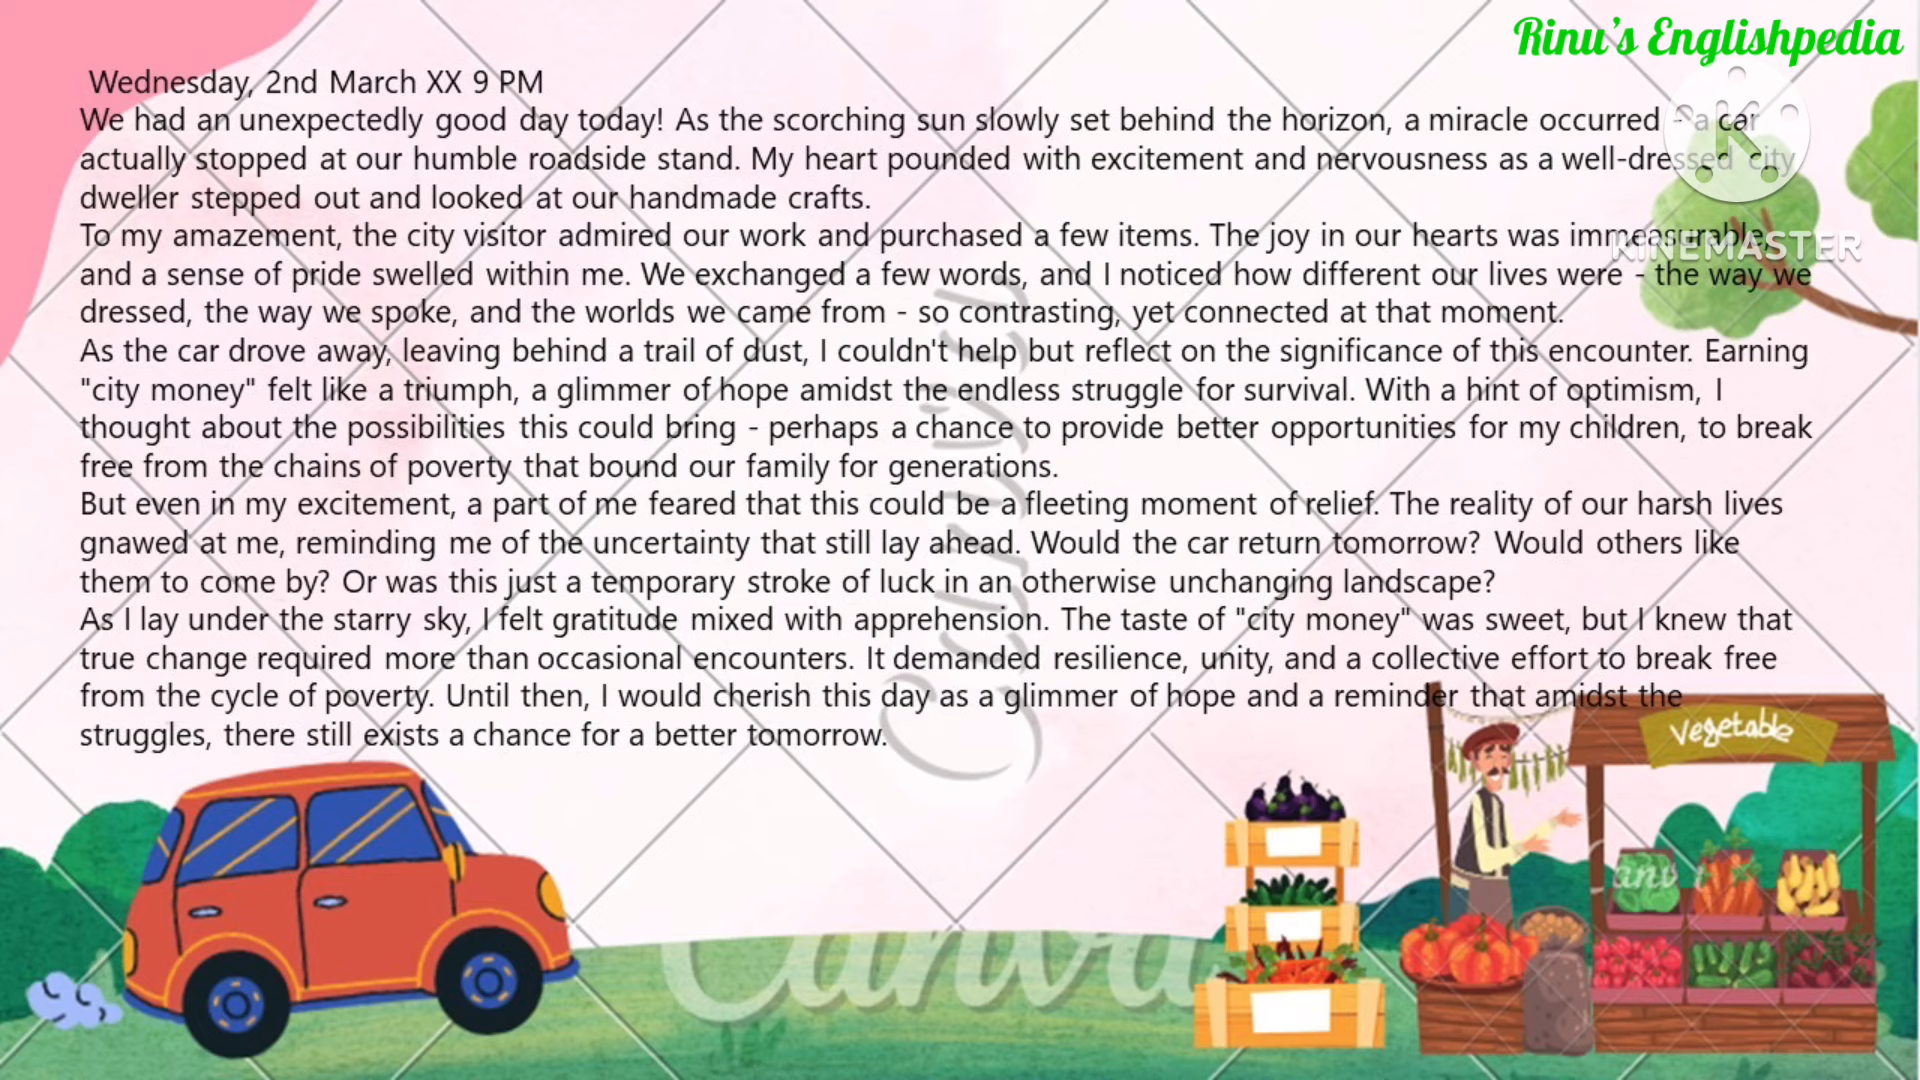 Rinu's Englishpedia
Wednesday, 2nd March XX 9 PM
We had an unexpectedly good day today! As the scorching sun slowly set behind the horizon, a miracle occurred - a car
actually stopped at our humble roadside stand. My heart pounded with excitement and nervousness as a well-dressed city
dweller stepped out and looked at our handmade crafts.
To my amazement, the city visitor admired our work and purchased a few items. The joy in our hearts was immeasurable,
and a sense of pride swelled within me. We exchanged a few words, and I noticed how different our lives were - the way we
dressed, the way we spoke, and the worlds we came from - so contrasting, yet connected at that moment.
As the car drove away, leaving behind a trail of dust, I couldn't help but reflect on the significance of this encounter. Earning
"city money" felt like a triumph, a glimmer of hope amidst the endless struggle for survival. With a hint of optimism, I
thought about the possibilities this could bring - perhaps a chance to provide better opportunities for my children, to break
free from the chains of poverty that bound our family for generations.
But even in my excitement, a part of me feared that this could be a fleeting moment of relief. The reality of our harsh lives
gnawed at me, reminding me of the uncertainty that still lay ahead. Would the car return tomorrow? Would others like
them to come by? Or was this just a temporary stroke of luck in an otherwise unchanging landscape?
As I lay under the starry sky, I felt gratitude mixed with apprehension. The taste of "city money" was sweet, but I knew that
true change required more than occasional encounters. It demanded resilience, unity, and a collective effort to break free
from the cycle of poverty. Until then, I would cherish this day as a glimmer of hope and a reminder that amidst the
struggles, there still exists a chance for a better tomorrow.
K
KINEMASTER
Vegetable
Canva